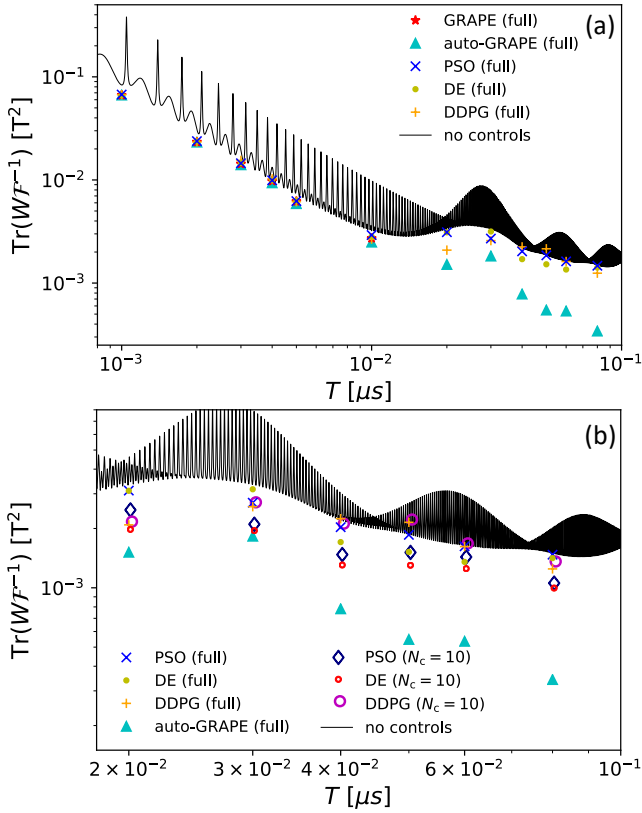 (a)
GRAPE (full)
auto-GRAPE (full)
PSO (full)
DE (full)
DDPG (full)
no controls
Tr(W𝓕⁻¹) [T²]
10⁻¹
10⁻²
10⁻³
10⁻³
10⁻²
10⁻¹
T [μs]
(b)
Tr(W𝓕⁻¹) [T²]
10⁻³
PSO (full)
DE (full)
DDPG (full)
auto-GRAPE (full)
PSO (N_c = 10)
DE (N_c = 10)
DDPG (N_c = 10)
no controls
2 × 10⁻²
3 × 10⁻²
4 × 10⁻²
6 × 10⁻²
10⁻¹
T [μs]